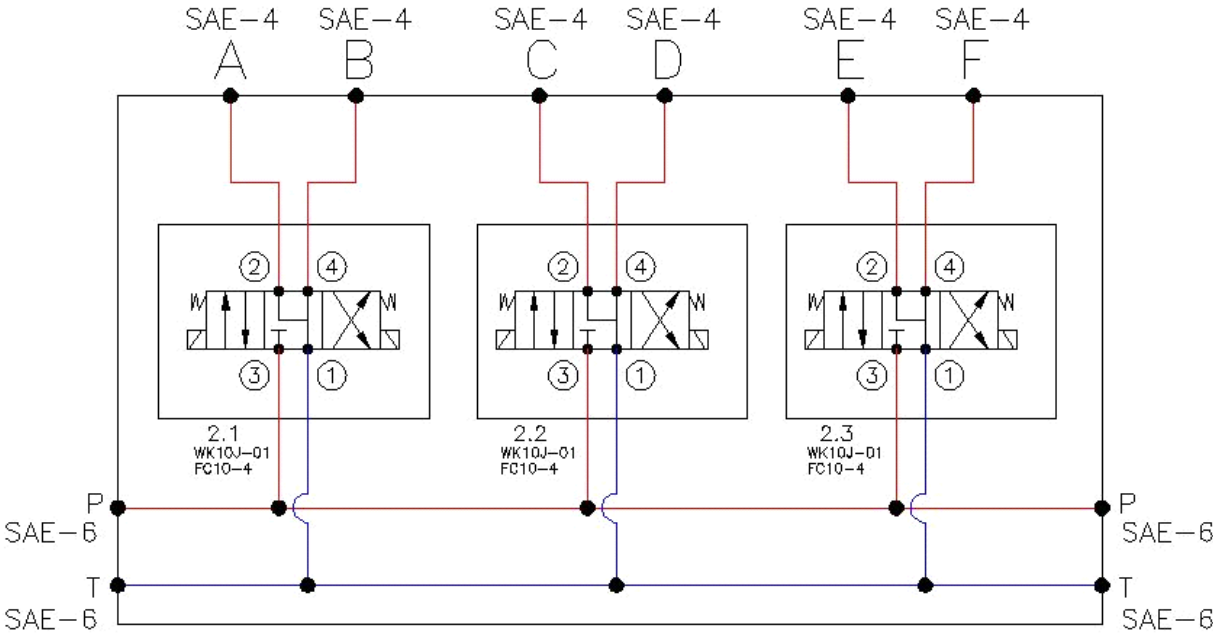 SAE-4 SAE-4 SAE-4 SAE-4 SAE-4 SAE-4
A B C D E F
2 4 2 4 2 4
3 1 3 1 3 1
2.1 2.2 2.3
WK10J-01 WK10J-01 WK10J-01
FC10-4 FC10-4 FC10-4
P P
SAE-6 SAE-6
T T
SAE-6 SAE-6